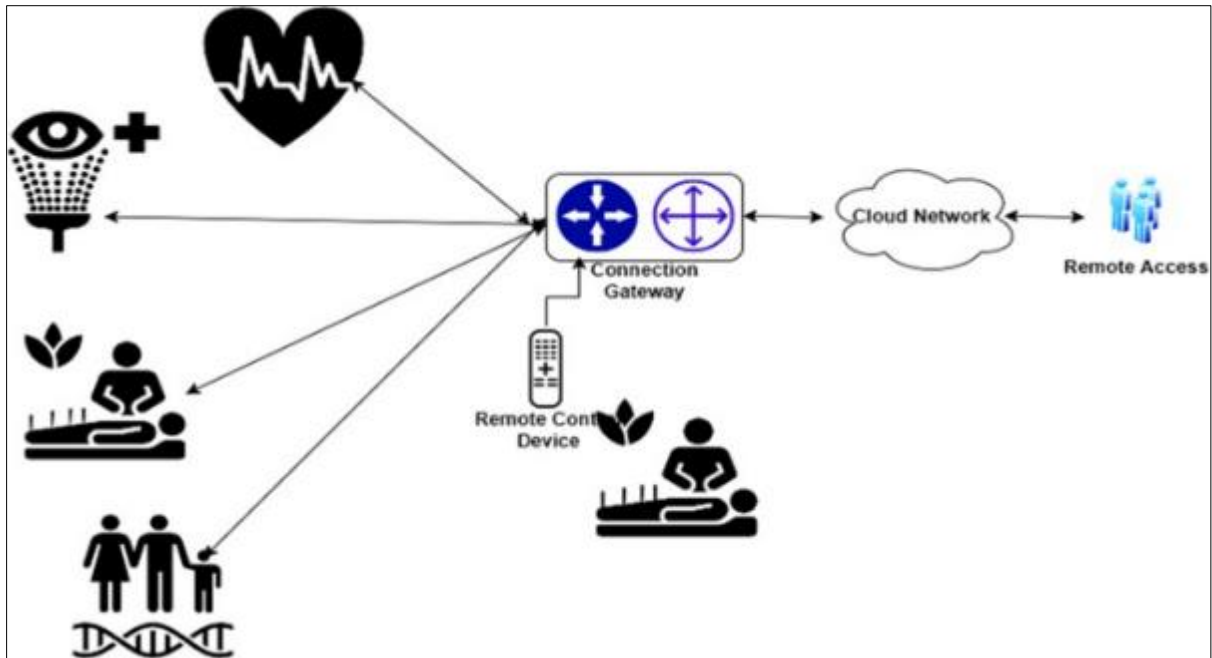 Cloud Network
Connection
Gateway
Remote Access
Remote Cont
Device